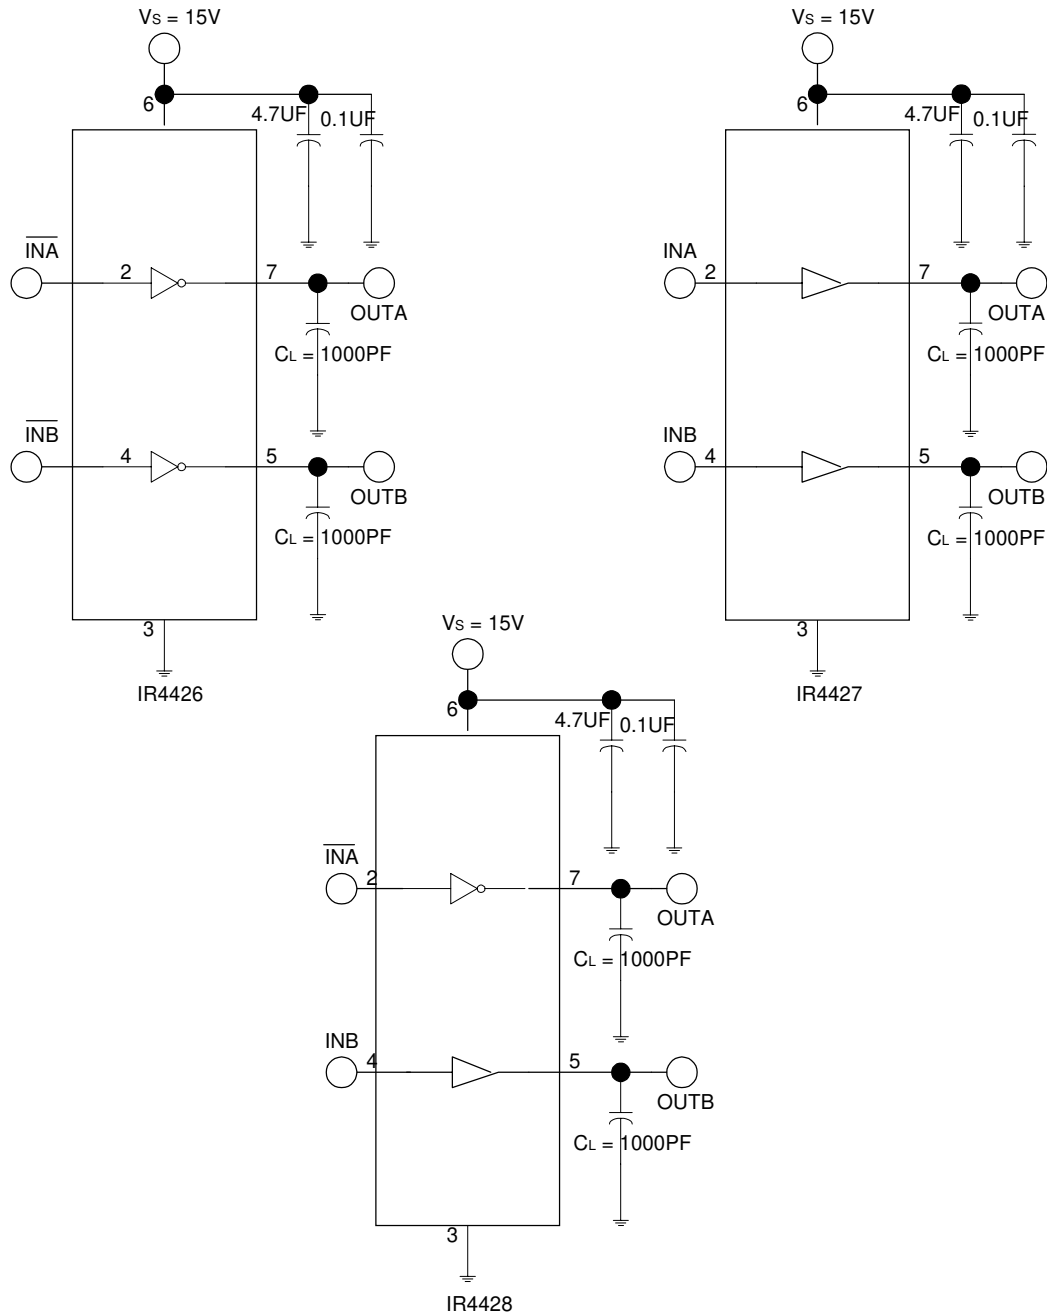 VS = 15V
6
4.7UF
0.1UF
INA
2
7
OUTA
CL = 1000PF
INB
4
5
OUTB
CL = 1000PF
3
IR4426
VS = 15V
6
4.7UF
0.1UF
INA
2
7
OUTA
CL = 1000PF
INB
4
5
OUTB
CL = 1000PF
3
IR4427
VS = 15V
6
4.7UF
0.1UF
INA
2
7
OUTA
CL = 1000PF
INB
4
5
OUTB
CL = 1000PF
3
IR4428